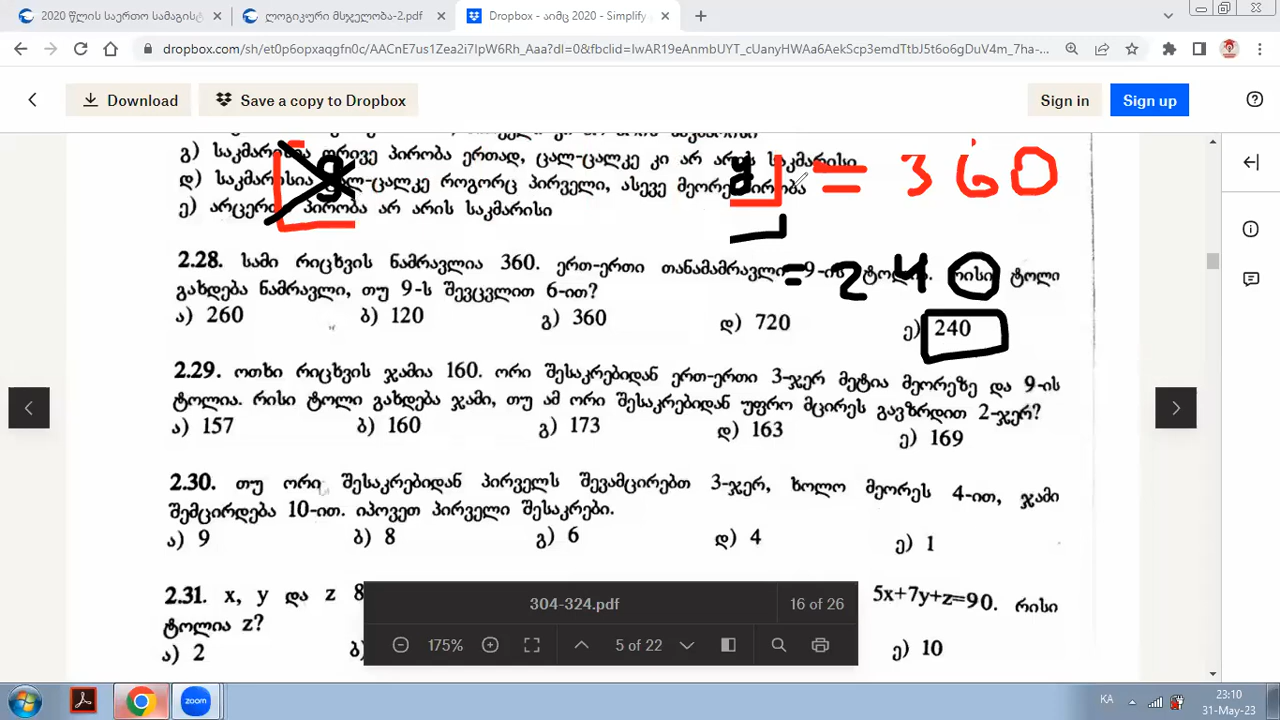 2020 წლის საერთო სამაგისტ
ლოგიკური მსჯელობა-2.pdf
Dropbox - აიმც 2020 - Simplify
dropbox.com/sh/et0p6opxaqgfn0c/AACnE7us1Zea2i7IpW6Rh_Aaa?dl=0&fbclid=IwAR19eAnmbUYT_cUanyHWAa6AekScp3emdTtbJ5t6o6gDuV4m_7ha-...
Download
Save a copy to Dropbox
Sign in
Sign up
გ) საკმარისია ორივე პირობა ერთად, ცალ-ცალკე კი არ არის საკმარისი
დ) საკმარისია ცალ-ცალკე როგორც პირველი, ასევე მეორე პირობა
= 360
ე) არცერთი პირობა არ არის საკმარისი
2.28. სამი რიცხვის ნამრავლია 360. ერთ-ერთი თანამამრავლი 9-ის ტოლია. რისი ტოლი
= 240
გახდება ნამრავლი, თუ 9-ს შევცვლით 6-ით?
ა) 260 ბ) 120 გ) 360 დ) 720 ე) 240
2.29. ოთხი რიცხვის ჯამია 160. ორი შესაკრებიდან ერთ-ერთი 3-ჯერ მეტია მეორეზე და 9-ის
ტოლია. რისი ტოლი გახდება ჯამი, თუ ამ ორი შესაკრებიდან უფრო მცირეს გავზრდით 2-ჯერ?
ა) 157 ბ) 160 გ) 173 დ) 163 ე) 169
2.30. თუ ორი შესაკრებიდან პირველს შევამცირებთ 3-ჯერ, ხოლო მეორეს 4-ით, ჯამი
შემცირდება 10-ით. იპოვეთ პირველი შესაკრები.
ა) 9 ბ) 8 გ) 6 დ) 4 ე) 1
2.31. x, y და z 5x+7y+z=90. რისი
ტოლია z?
ა) 2 ე) 10
304-324.pdf
16 of 26
175%
5 of 22
zoom
KA
23:10
31-May-23